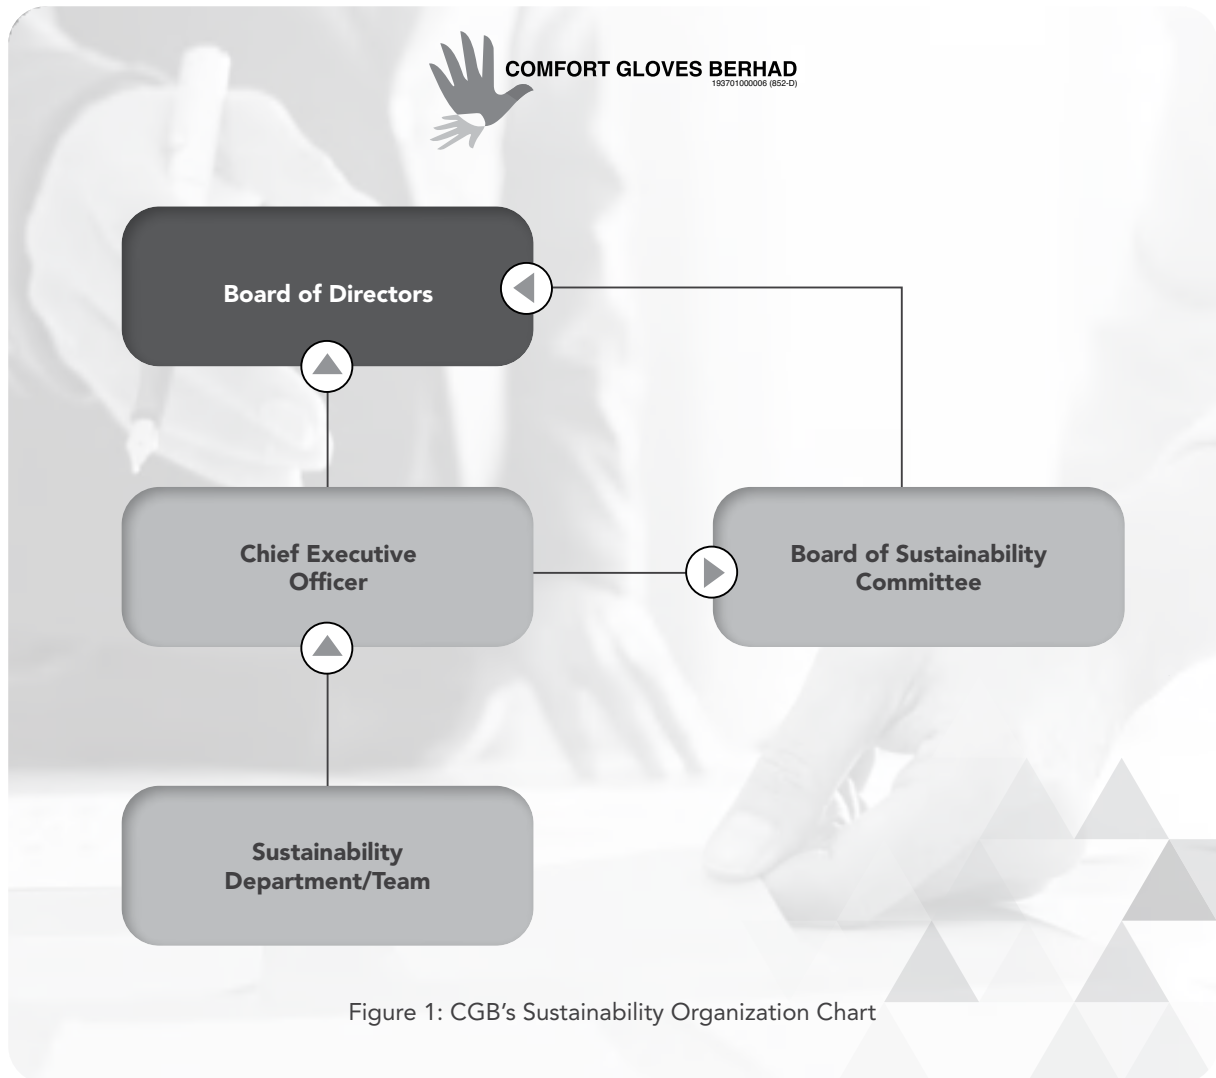 COMFORT GLOVES BERHAD
193701000006 (852-D)
Board of Directors
Chief Executive
Officer
Board of Sustainability
Committee
Sustainability
Department/Team
Figure 1: CGB's Sustainability Organization Chart